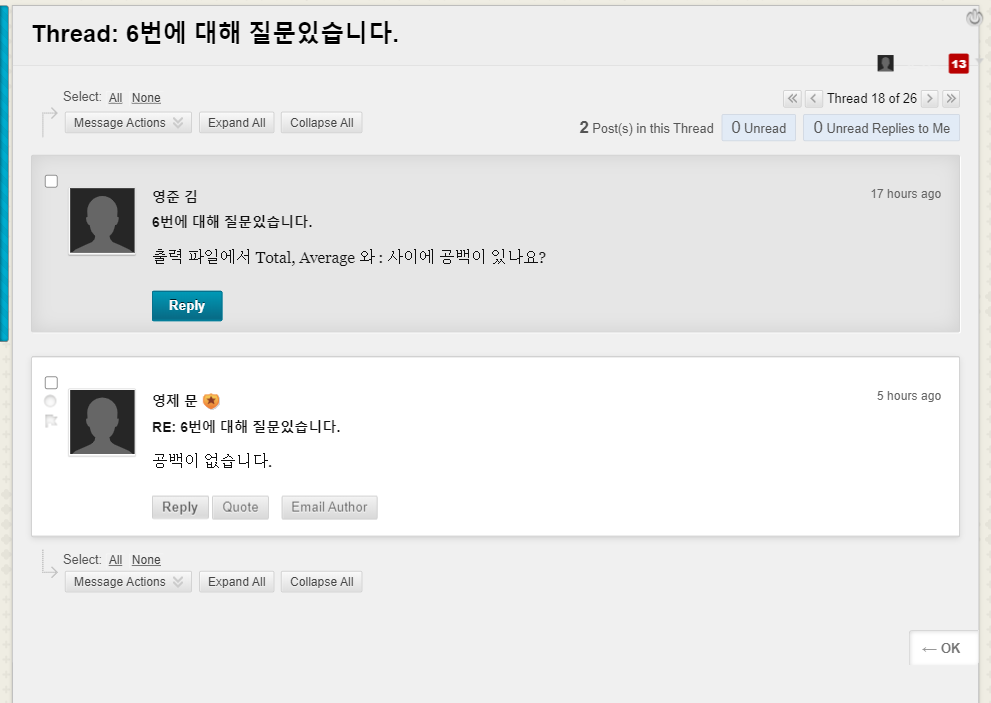 Thread: 6번에 대해 질문있습니다.
13
Select: All None
Thread 18 of 26
Message Actions Expand All Collapse All
2 Post(s) in this Thread 0 Unread 0 Unread Replies to Me
영준 김
17 hours ago
6번에 대해 질문있습니다.
출력 파일에서 Total, Average 와 : 사이에 공백이 있나요?
Reply
영제 문
5 hours ago
RE: 6번에 대해 질문있습니다.
공백이 없습니다.
Reply Quote Email Author
Select: All None
Message Actions Expand All Collapse All
← OK